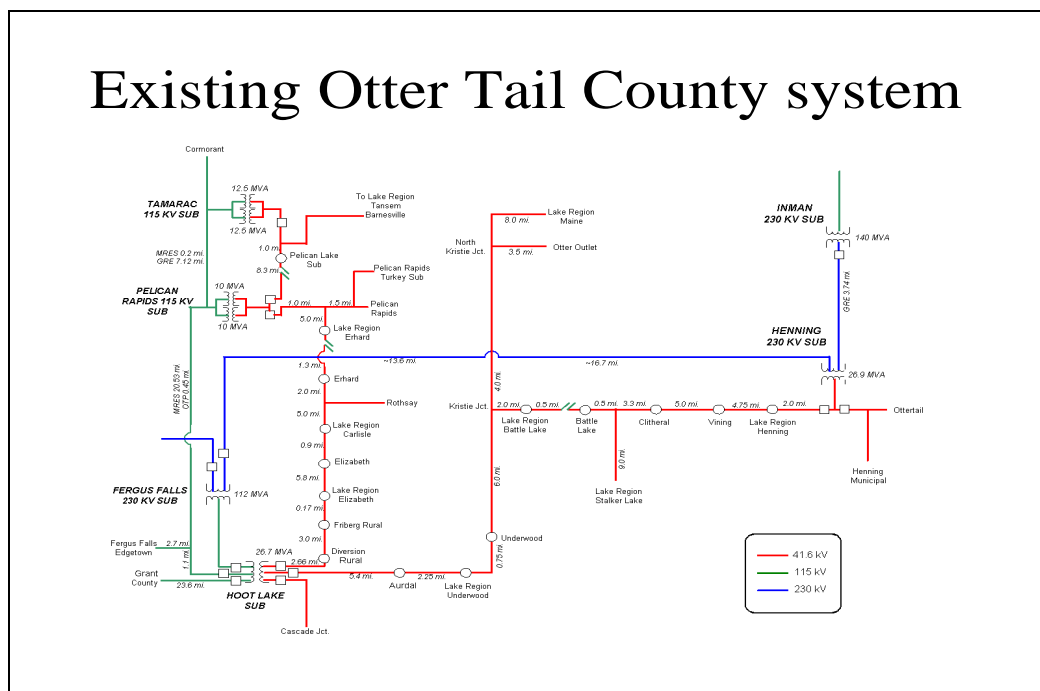 Existing Otter Tail County system
Cormorant
TAMARAC
115 KV SUB
12.5 MVA
12.5 MVA
To Lake Region
Tansem
Barnesville
1.0 mi.
Pelican Lake
Sub
8.3 mi.
MRES 0.2 mi.
GRE 7.12 mi.
PELICAN
RAPIDS 115 KV
SUB
10 MVA
10 MVA
Pelican Rapids
Turkey Sub
1.0 mi.
1.5 mi.
Pelican
Rapids
5.0 mi.
Lake Region
Erhard
1.3 mi.
Erhard
2.0 mi.
Rothsay
5.0 mi.
Lake Region
Carlisle
0.9 mi.
Elizabeth
5.8 mi.
Lake Region
Elizabeth
0.17 mi.
Friberg Rural
3.0 mi.
Diversion
Rural
2.66 mi.
MRES 20.53 mi.
OTP 0.45 mi.
~13.6 mi.
~16.7 mi.
FERGUS FALLS
230 KV SUB
112 MVA
Fergus Falls
Edgetown
2.7 mi.
1.1 mi.
Grant
County
23.6 mi.
26.7 MVA
HOOT LAKE
SUB
Cascade Jct.
5.4 mi.
Aurdal
2.25 mi.
Lake Region
Underwood
0.75 mi.
Underwood
6.0 mi.
Kristie Jct.
4.0 mi.
North
Kristie Jct.
8.0 mi.
Lake Region
Maine
3.5 mi.
Otter Outlet
2.0 mi.
Lake Region
Battle Lake
0.5 mi.
Battle
Lake
0.5 mi.
3.3 mi.
9.0 mi.
Lake Region
Stalker Lake
Clitheral
5.0 mi.
Vining
4.75 mi.
Lake Region
Henning
2.0 mi.
Ottertail
Henning
Municipal
INMAN
230 KV SUB
140 MVA
GRE 3.74 mi.
HENNING
230 KV SUB
26.9 MVA
41.6 kV
115 kV
230 kV